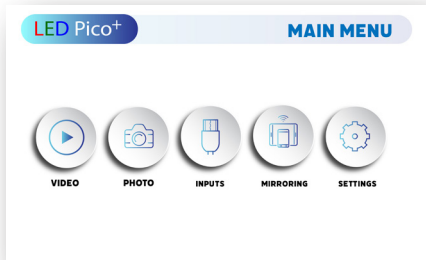 LED Pico+
MAIN MENU
VIDEO
PHOTO
INPUTS
MIRRORING
SETTINGS